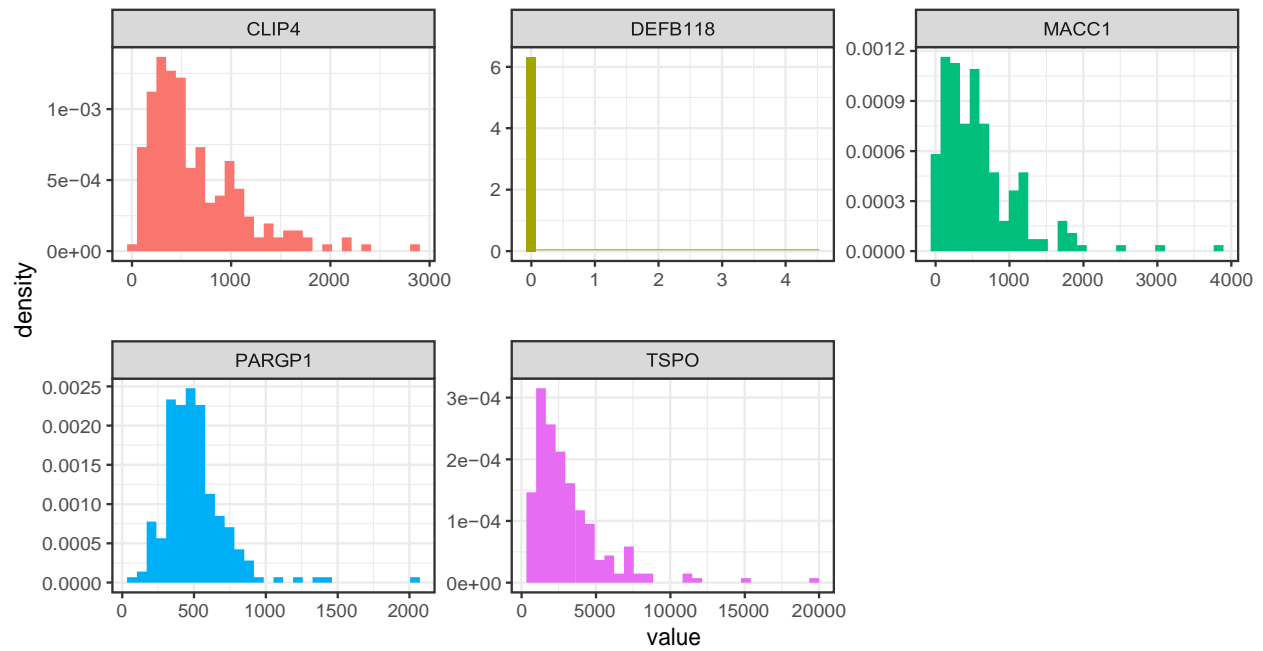 CLIP4
DEFB118
MACC1
1e−03
5e−04
0e+00
0 1000 2000 3000
6
4
2
0
0 1 2 3 4
0.0012
0.0009
0.0006
0.0003
0.0000
0 1000 2000 3000 4000
density
PARGP1
TSPO
0.0025
0.0020
0.0015
0.0010
0.0005
0.0000
0 500 1000 1500 2000
3e−04
2e−04
1e−04
0e+00
0 5000 10000 15000 20000
value